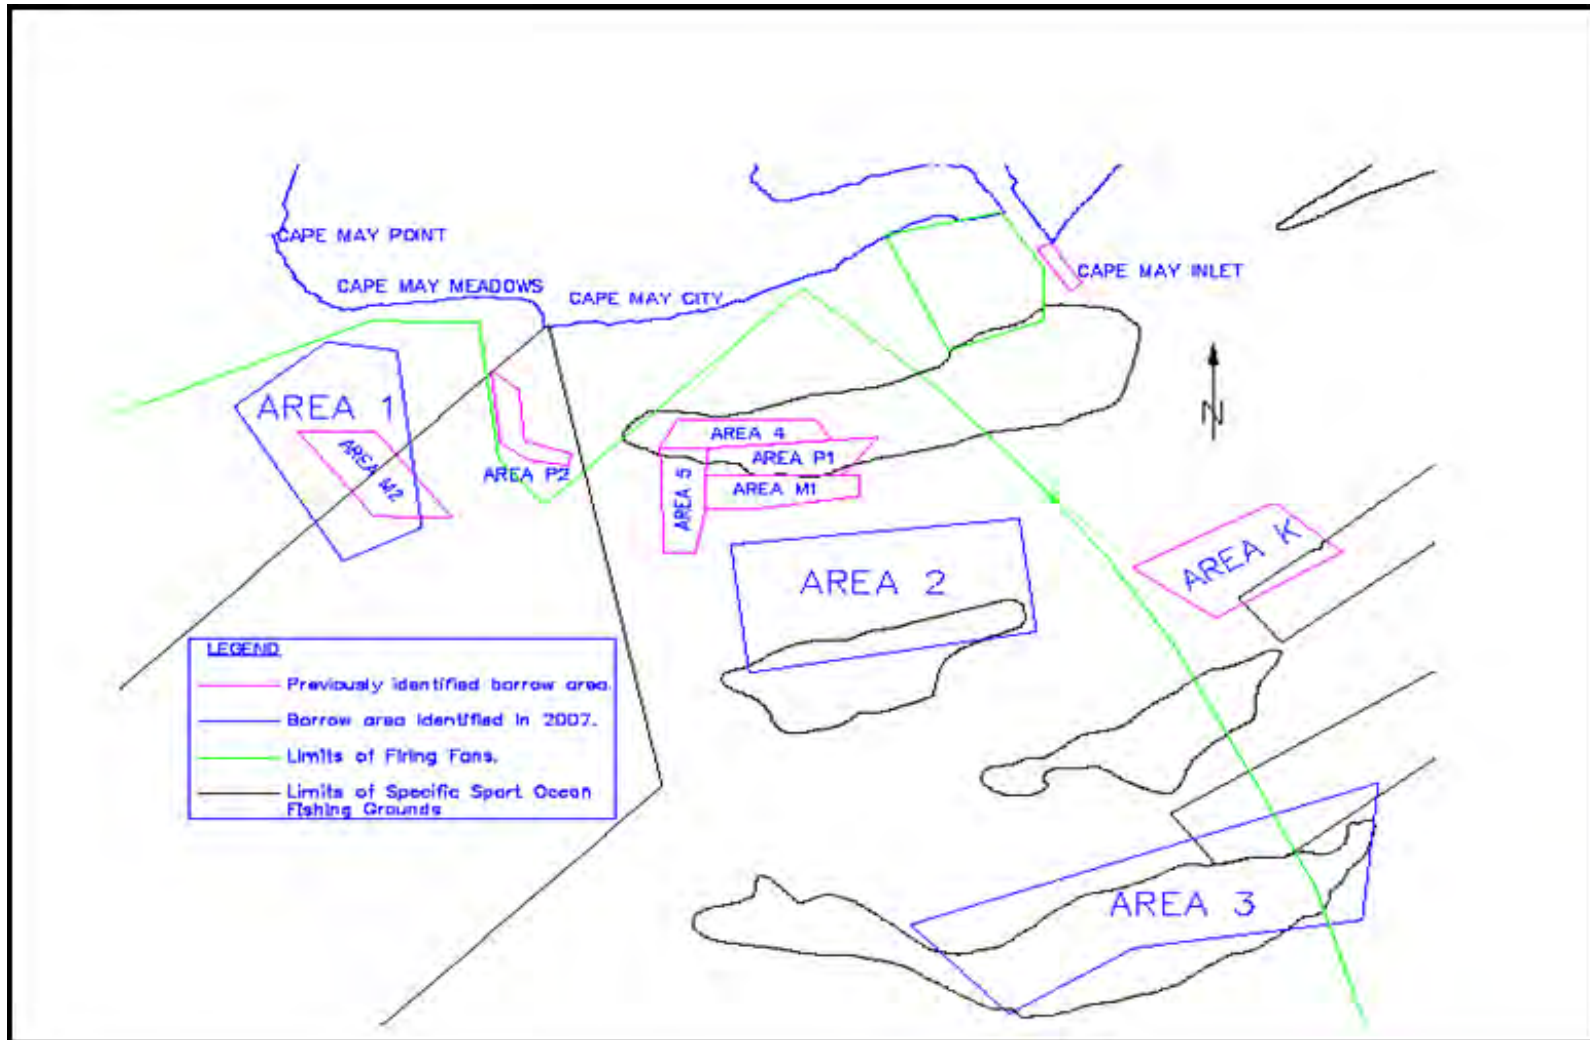 CAPE MAY POINT
CAPE MAY MEADOWS
CAPE MAY CITY
CAPE MAY INLET
N
AREA 1
AREA M2
AREA P2
AREA 4
AREA P1
AREA 5
AREA M1
AREA 2
AREA K
AREA 3
LEGEND
Previously identified borrow area.
Borrow area identified in 2007.
Limits of Firing Fans.
Limits of Specific Sport Ocean
Fishing Grounds